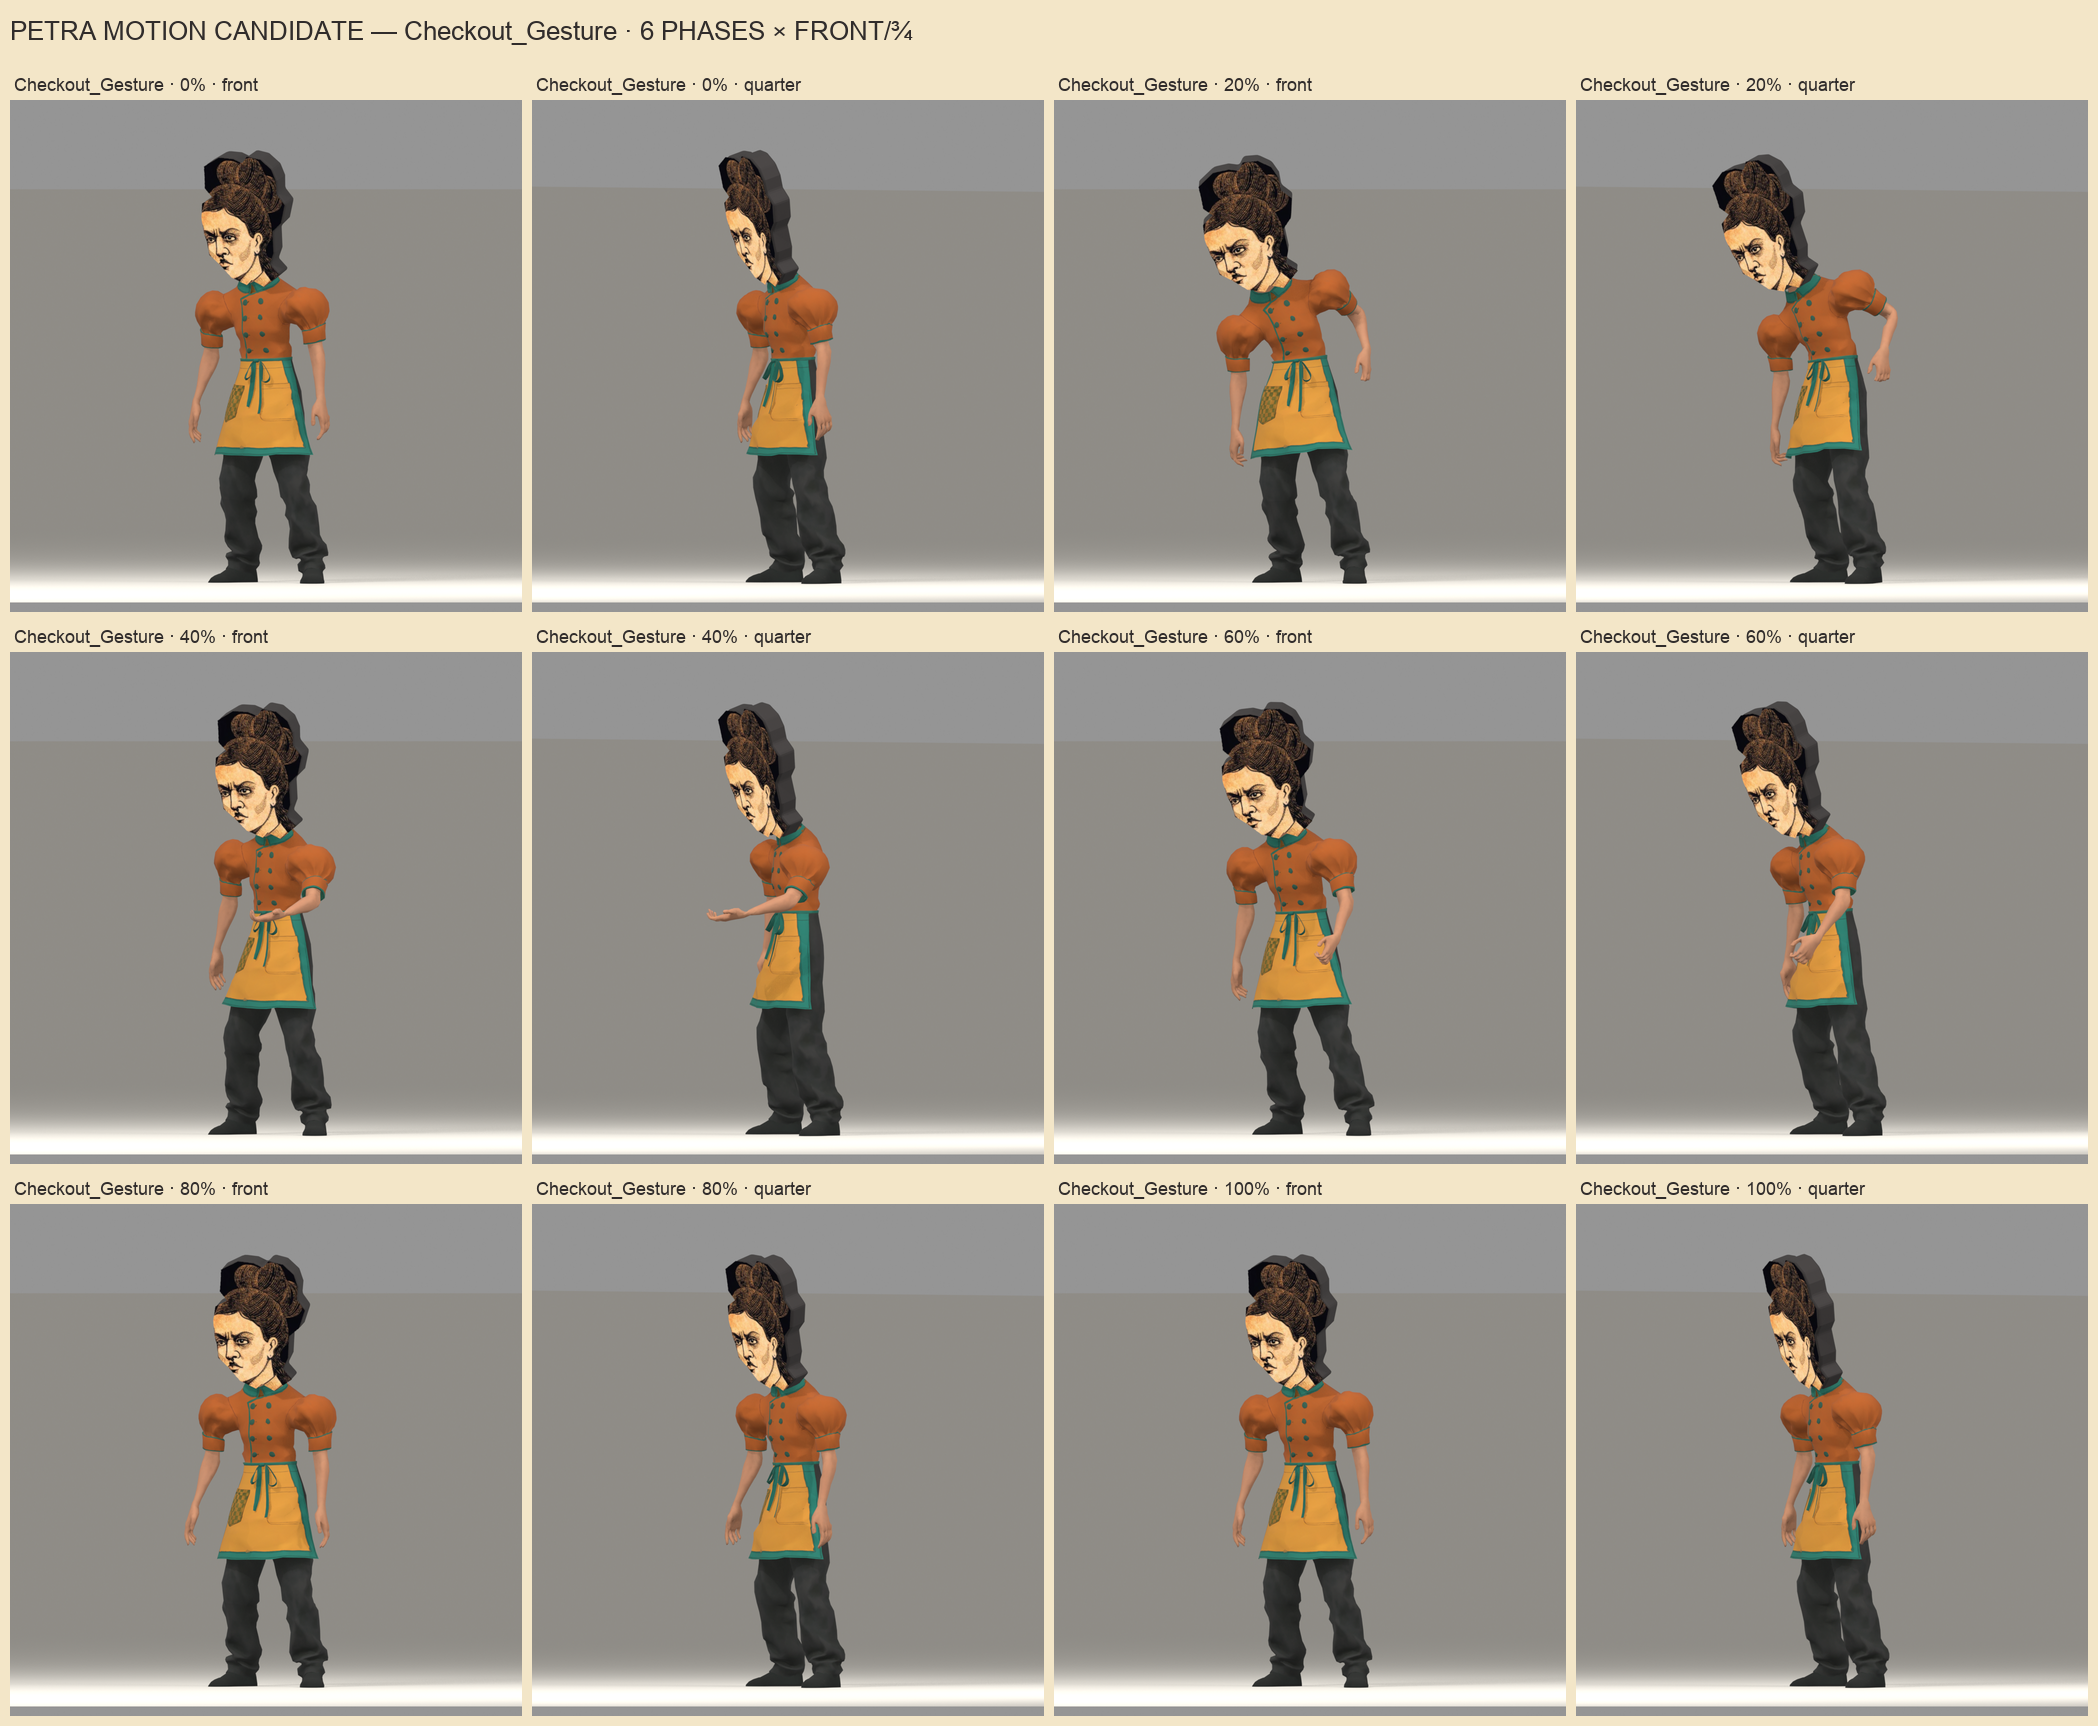 PETRA MOTION CANDIDATE — Checkout_Gesture · 6 PHASES × FRONT/¾
Checkout_Gesture · 0% · front
Checkout_Gesture · 0% · quarter
Checkout_Gesture · 20% · front
Checkout_Gesture · 20% · quarter
Checkout_Gesture · 40% · front
Checkout_Gesture · 40% · quarter
Checkout_Gesture · 60% · front
Checkout_Gesture · 60% · quarter
Checkout_Gesture · 80% · front
Checkout_Gesture · 80% · quarter
Checkout_Gesture · 100% · front
Checkout_Gesture · 100% · quarter